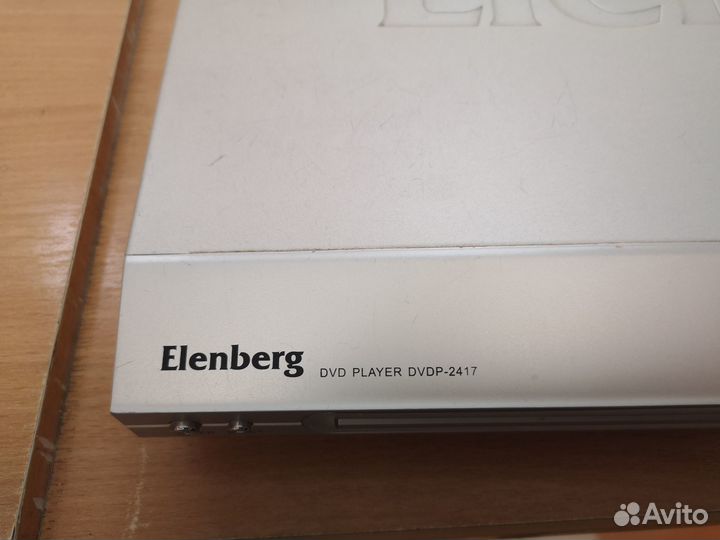 Elenberg
DVD PLAYER DVDP-2417
Avito